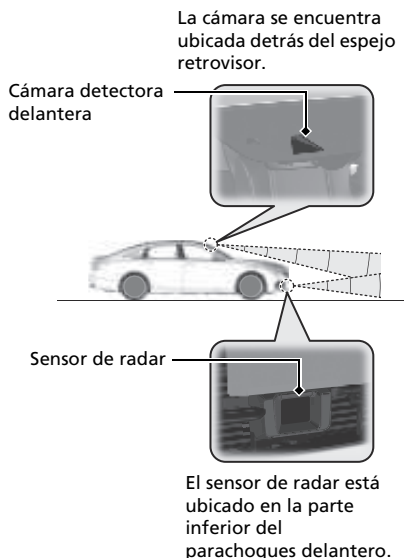 La cámara se encuentra
ubicada detrás del espejo
retrovisor.
Cámara detectora
delantera
Sensor de radar
El sensor de radar está
ubicado en la parte
inferior del
parachoques delantero.